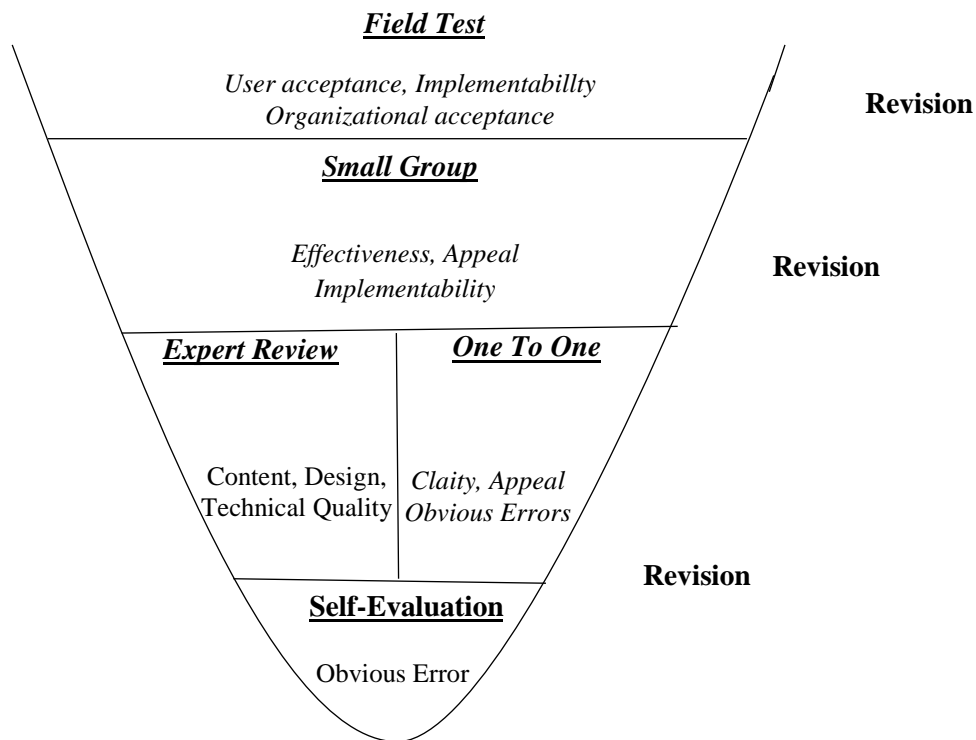 Field Test
User acceptance, Implementabillty
Organizational acceptance
Revision
Small Group
Effectiveness, Appeal
Implementability
Revision
Expert Review
One To One
Content, Design,
Technical Quality
Claity, Appeal
Obvious Errors
Revision
Self-Evaluation
Obvious Error